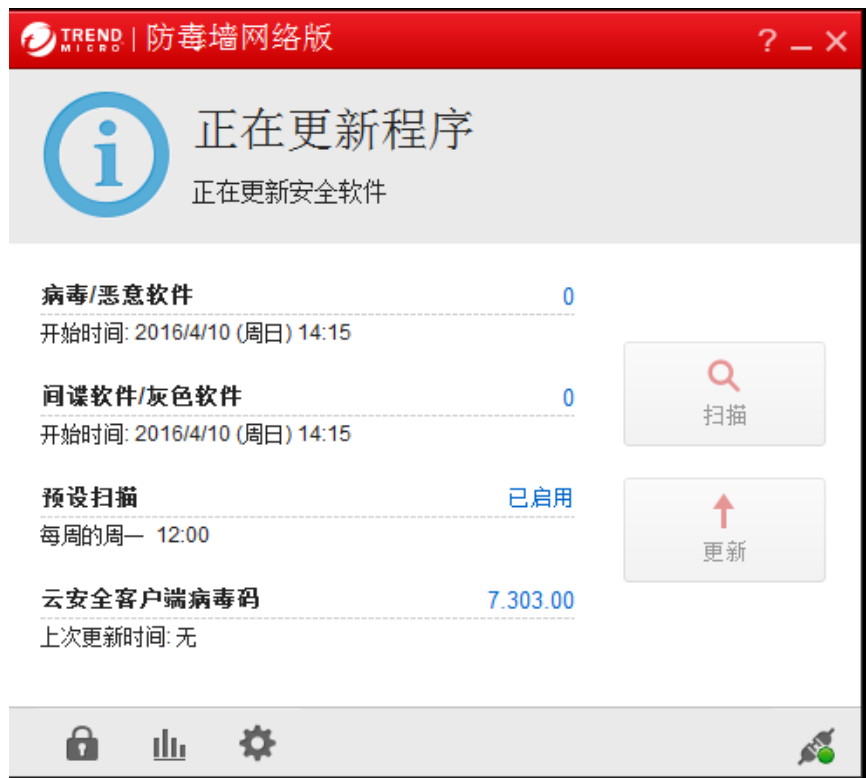 TREND MICRO | 防毒墙网络版
? _ ×
i
正在更新程序
正在更新安全软件
病毒/恶意软件 0
开始时间: 2016/4/10 (周日) 14:15
间谍软件/灰色软件 0
开始时间: 2016/4/10 (周日) 14:15
扫描
预设扫描 已启用
每周的周一 12:00
更新
云安全客户端病毒码 7.303.00
上次更新时间: 无